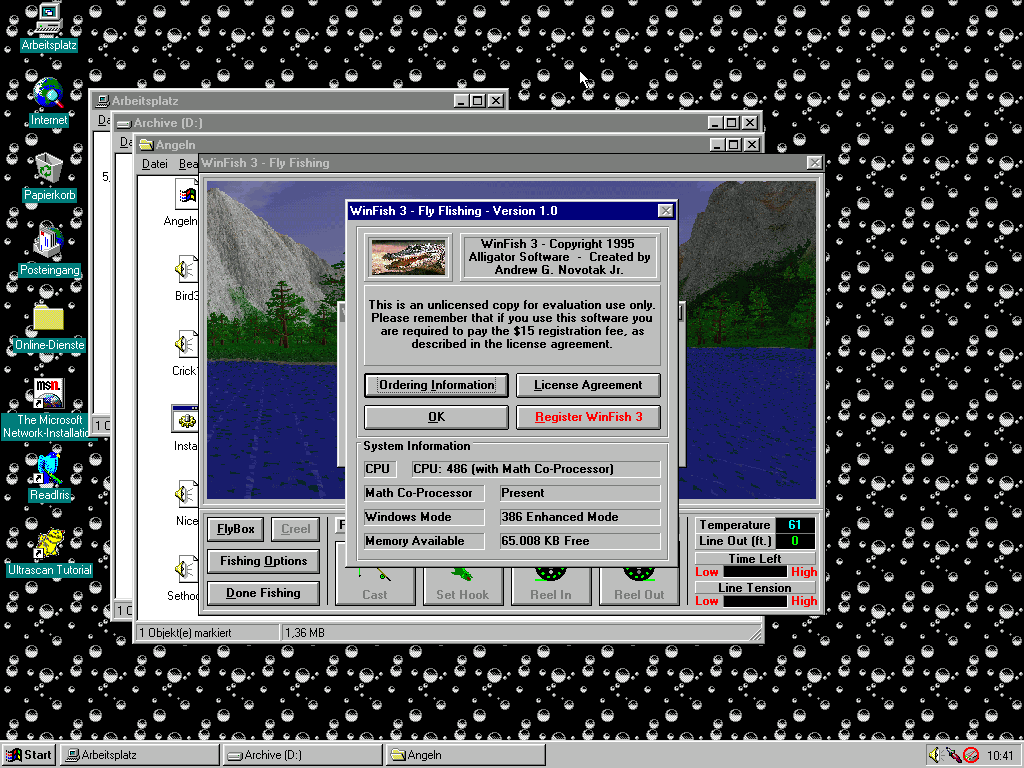 Arbeitsplatz
Internet
Papierkorb
Posteingang
Online-Dienste
msn.
The Microsoft
Network-Installatio
ReadIris
Ultrascan Tutorial
Arbeitsplatz
Da
5,
1 O
Archive (D:)
Da
1 O
Angeln
Datei Bea
Angeln
Bird3
Crick
Insta
Nice
Sethoo
1 Objekt(e) markiert
1,36 MB
WinFish 3 - Fly Fishing
WinFish 3 - Fly Flishing - Version 1.0
WinFish 3 - Copyright 1995
Alligator Software - Created by
Andrew G. Novotak Jr.
This is an unlicensed copy for evaluation use only.
Please remember that if you use this software you
are required to pay the $15 registration fee, as
described in the license agreement.
Ordering Information
License Agreement
OK
Register WinFish 3
System Information
CPU
CPU: 486 (with Math Co-Processor)
Math Co-Processor
Present
Windows Mode
386 Enhanced Mode
Memory Available
65.008 KB Free
FlyBox
Creel
Fishing Options
Done Fishing
Cast
Set Hook
Reel In
Reel Out
Temperature 61
Line Out (ft.) 0
Time Left
Low High
Line Tension
Low High
Start
Arbeitsplatz
Archive (D:)
Angeln
10:41